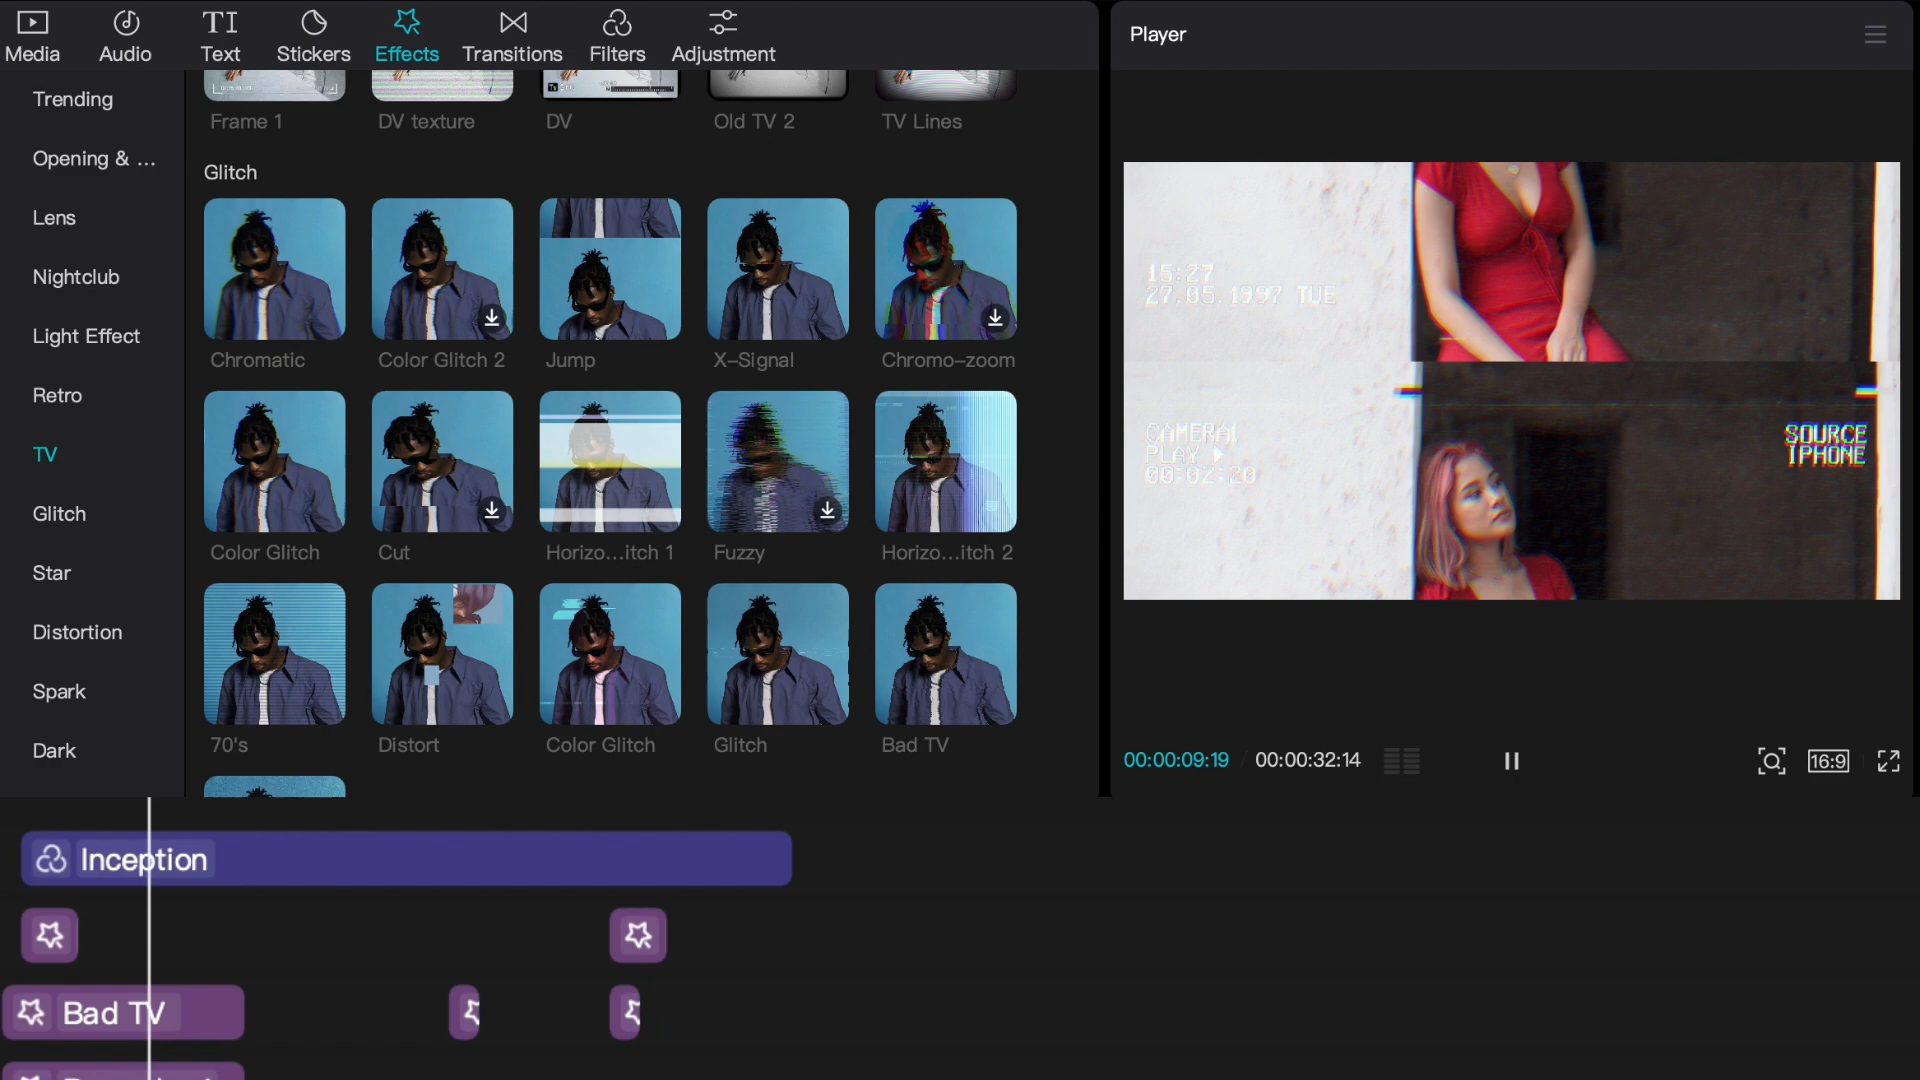 Media
Audio
Text
Stickers
Effects
Transitions
Filters
Adjustment
Player
Trending
Opening & ...
Lens
Nightclub
Light Effect
Retro
TV
Glitch
Star
Distortion
Spark
Dark
Frame 1
DV texture
DV
Old TV 2
TV Lines
Glitch
Chromatic
Color Glitch 2
Jump
X-Signal
Chromo-zoom
Color Glitch
Cut
Horizo...itch 1
Fuzzy
Horizo...itch 2
70's
Distort
Color Glitch
Glitch
Bad TV
15:27
27.05.1997 TUE
CAMERA1
PLAY
00:02:20
SOURCE
IPHONE
00:00:09:19 / 00:00:32:14
16:9
Inception
Bad TV